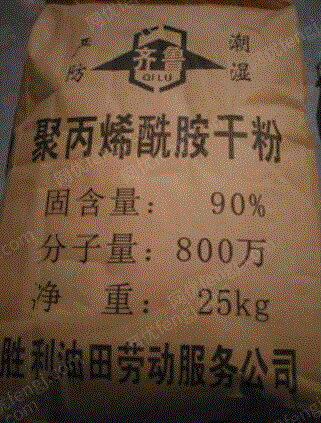 严防 潮湿
齐鲁
QILU
聚丙烯酰胺干粉
固含量： 90%
分子量：800万
净 重： 25kg
胜利油田劳动服务公司